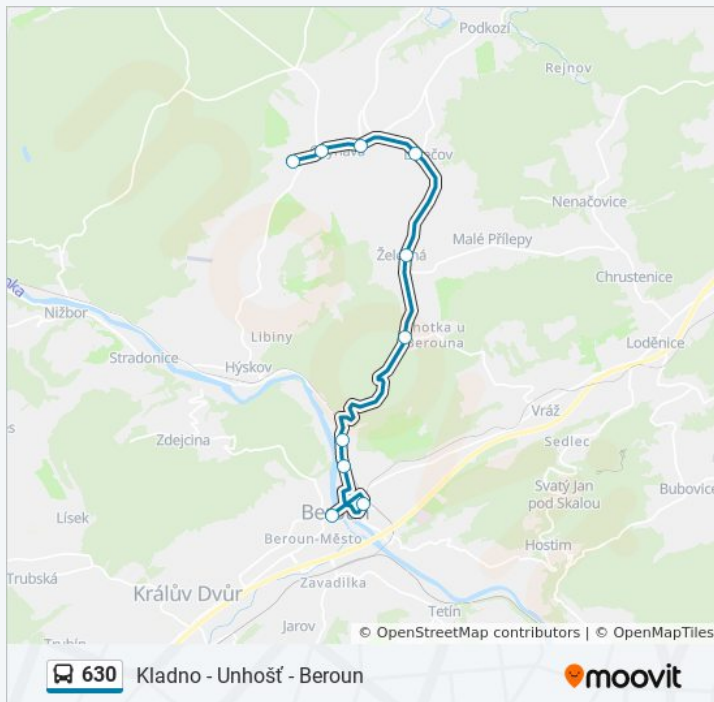 Podkozí
Rejnov
Nenačovice
Malé Přílepy
Chrustenice
Nižbor
Libiny
Loděnice
Stradonice
Hýskov
Vráž
Zdejcina
Sedlec
Svatý Jan
pod Skalou
Bubovice
Lísek
Beroun-Město
Hostim
Trubská
Králův Dvůr
Zavadilka
Tetín
Jarov
© OpenStreetMap contributors | © OpenMapTiles
630 Kladno - Unhošť - Beroun
moovit